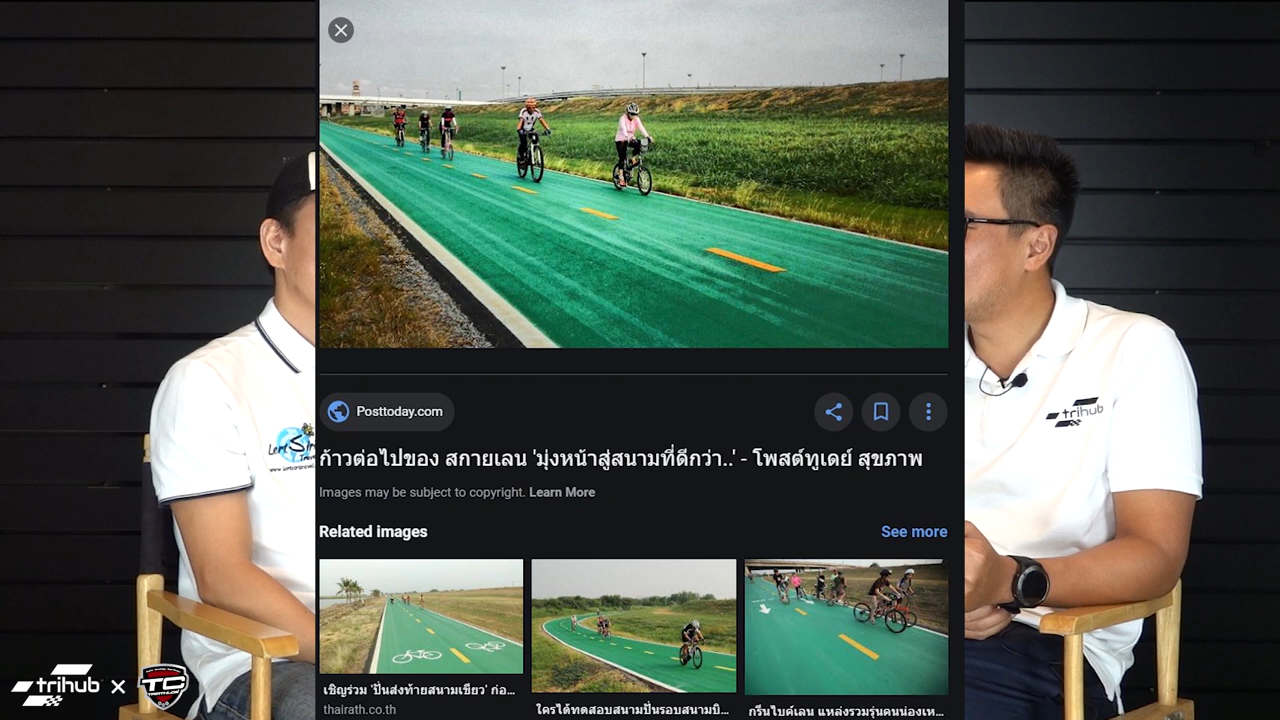 Posttoday.com
ก้าวต่อไปของ สกายเลน 'มุ่งหน้าสู่สนามที่ดีกว่า..' - โพสต์ทูเดย์ สุขภาพ
Images may be subject to copyright. Learn More
Related images
See more
เชิญร่วม 'ปั่นส่งท้ายสนามเขียว' ก่อ...
thairath.co.th
ใครได้ทดสอบสนามปั่นรอบสนามบิ...
กรีนไบค์เลน แหล่งรวมรุ่นคนน่องเห...
trihub
trihub × TC